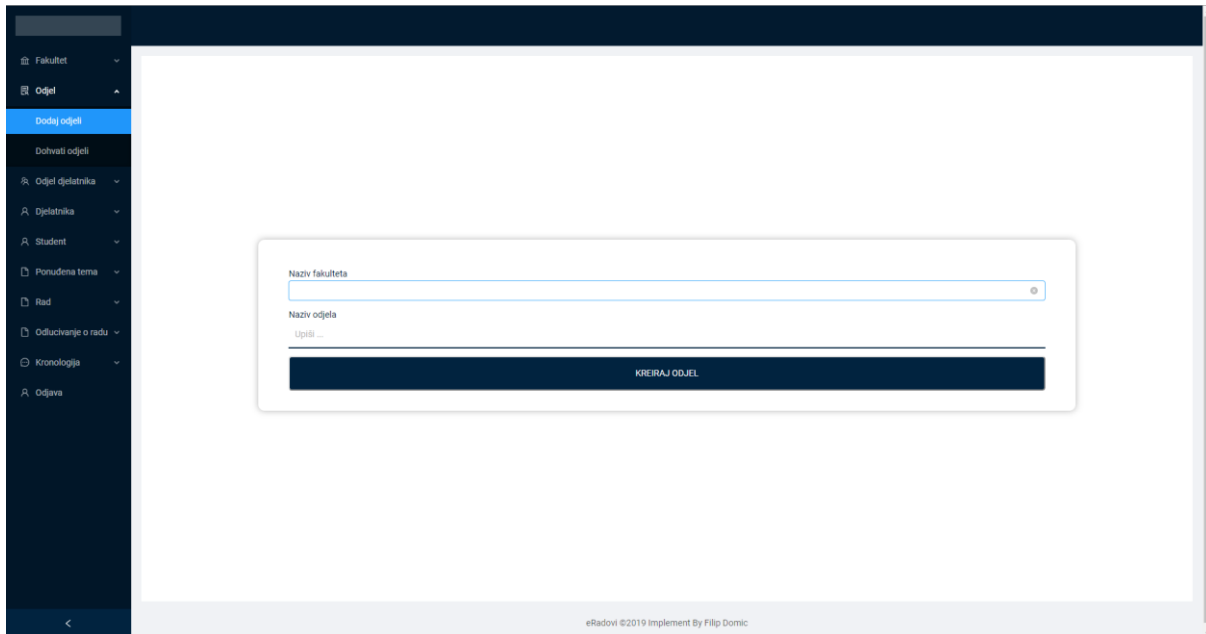 Fakultet
Odjel
Dodaj odjeli
Dohvati odjeli
Odjel djelatnika
Djelatnika
Student
Ponuđena tema
Rad
Odlucivanje o radu
Kronologija
Odjava
Naziv fakulteta
Naziv odjela
Upiši ...
KREIRAJ ODJEL
eRadovi ©2019 Implement By Filip Domic